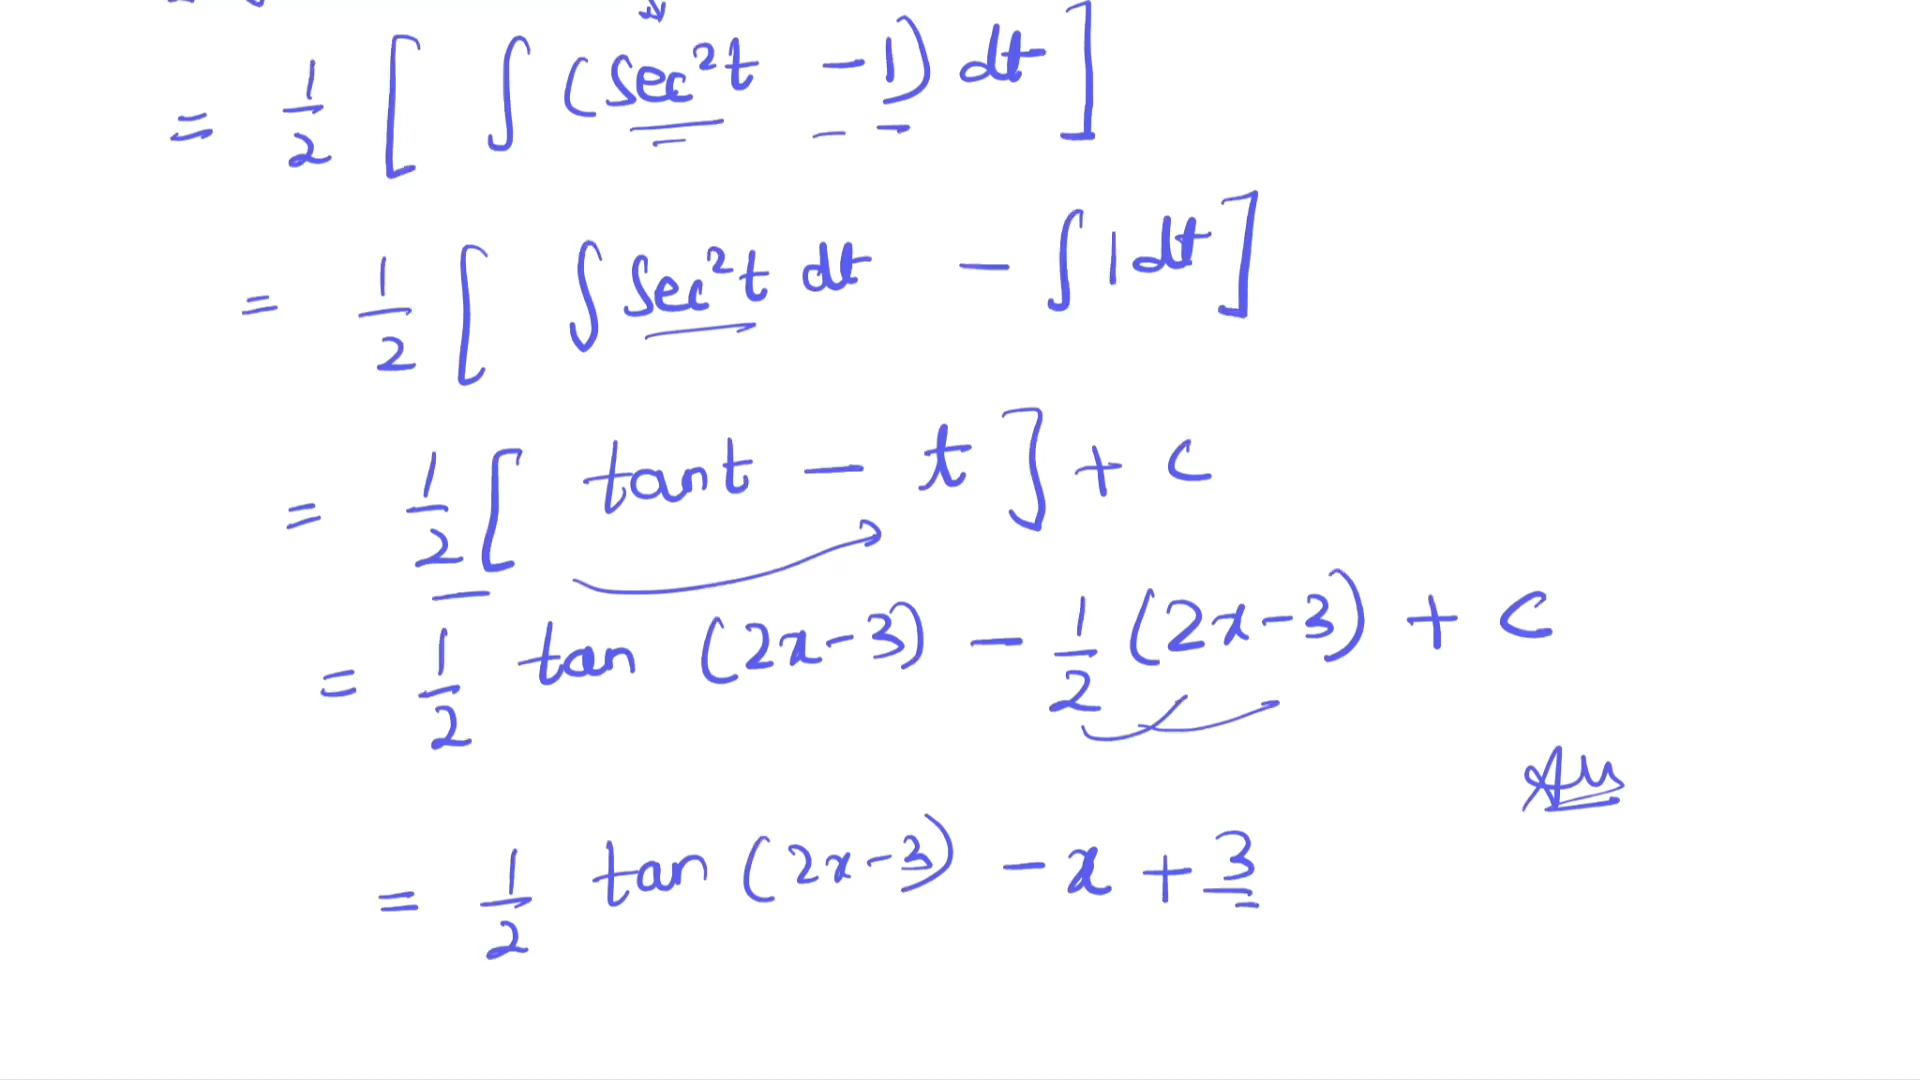 = 1/2 [ ∫ (sec²t - 1) dt ]
= 1/2 [ ∫ sec²t dt - ∫ 1 dt ]
= 1/2 [ tan t - t ] + c
= 1/2 tan (2x-3) - 1/2 (2x-3) + c
Ans
= 1/2 tan (2x-3) - x + 3